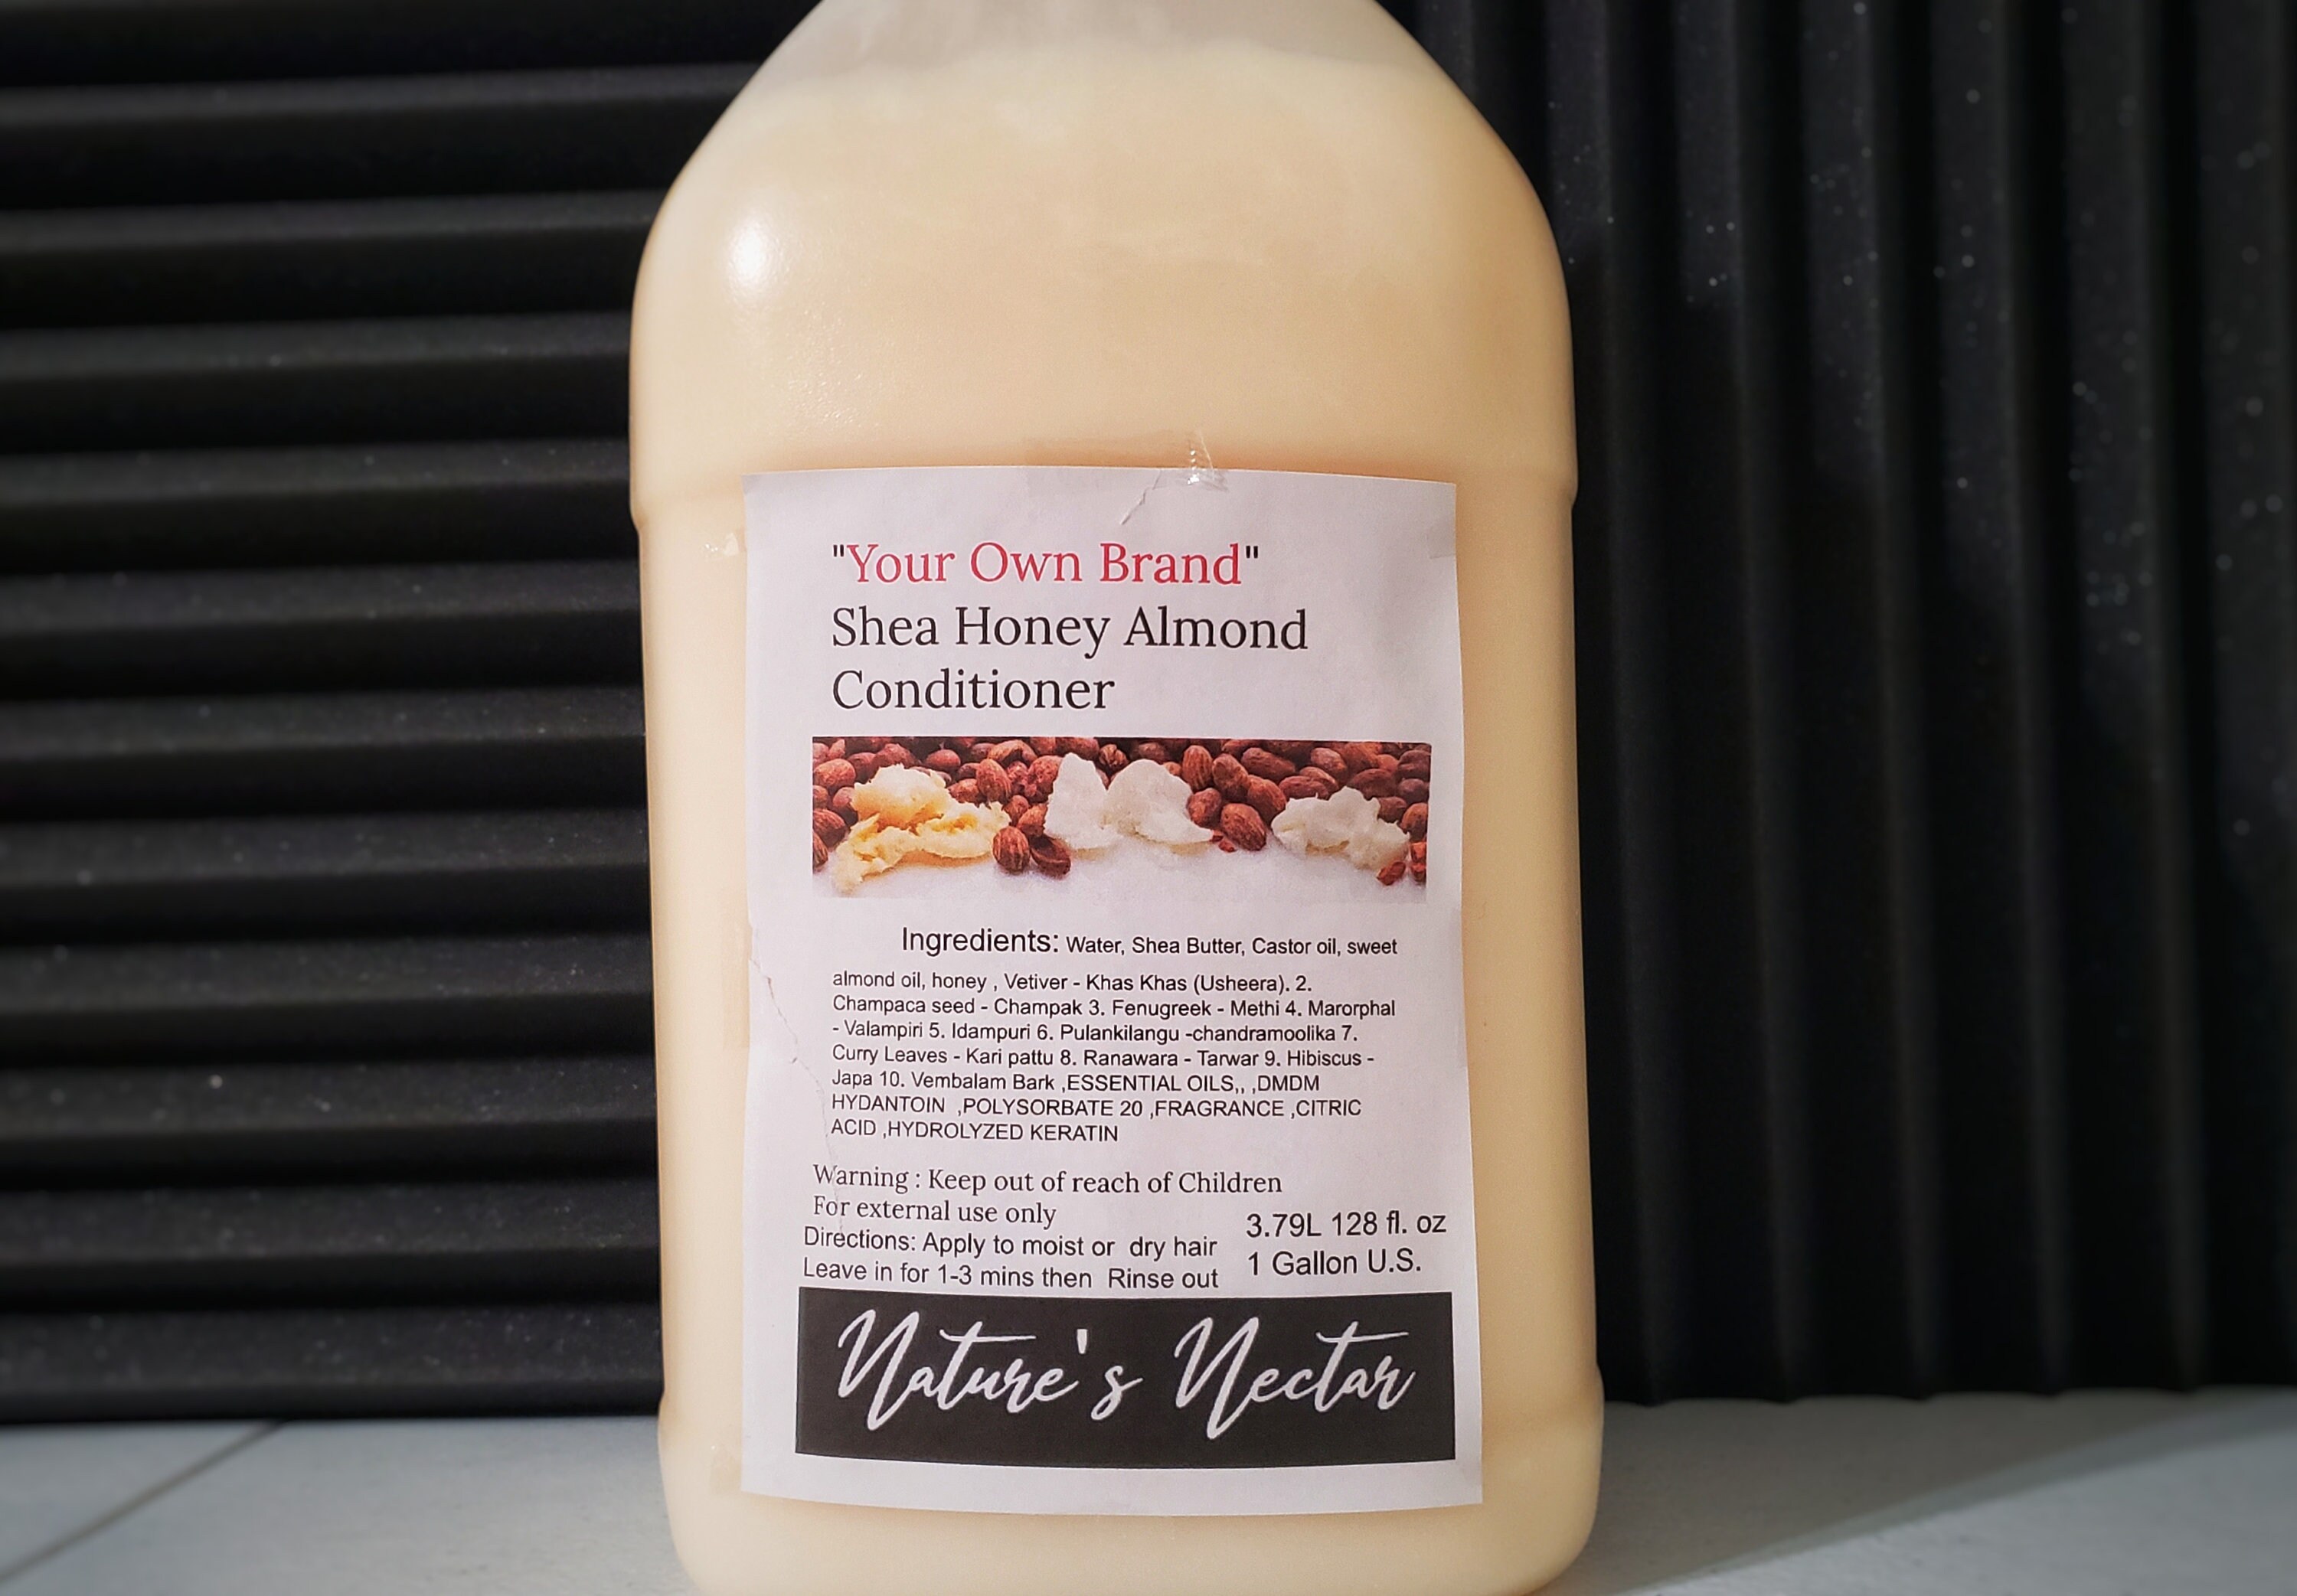 "Your Own Brand"
Shea Honey Almond
Conditioner
Ingredients: Water, Shea Butter, Castor oil, sweet
almond oil, honey , Vetiver - Khas Khas (Usheera). 2.
Champaca seed - Champak 3. Fenugreek - Methi 4. Marorphal
- Valampiri 5. Idampuri 6. Pulankilangu -chandramoolika 7.
Curry Leaves - Kari pattu 8. Ranawara - Tarwar 9. Hibiscus -
Japa 10. Vembalam Bark ,ESSENTIAL OILS,, ,DMDM
HYDANTOIN ,POLYSORBATE 20 ,FRAGRANCE ,CITRIC
ACID ,HYDROLYZED KERATIN
Warning : Keep out of reach of Children
For external use only
Directions: Apply to moist or dry hair
Leave in for 1-3 mins then Rinse out
3.79L 128 fl. oz
1 Gallon U.S.
Nature's Nectar